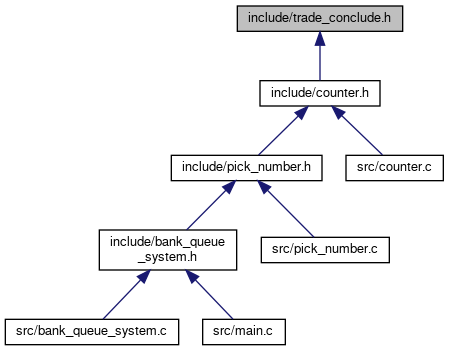 include/trade_conclude.h
include/counter.h
include/pick_number.h
src/counter.c
include/bank_queue
_system.h
src/pick_number.c
src/bank_queue_system.c
src/main.c